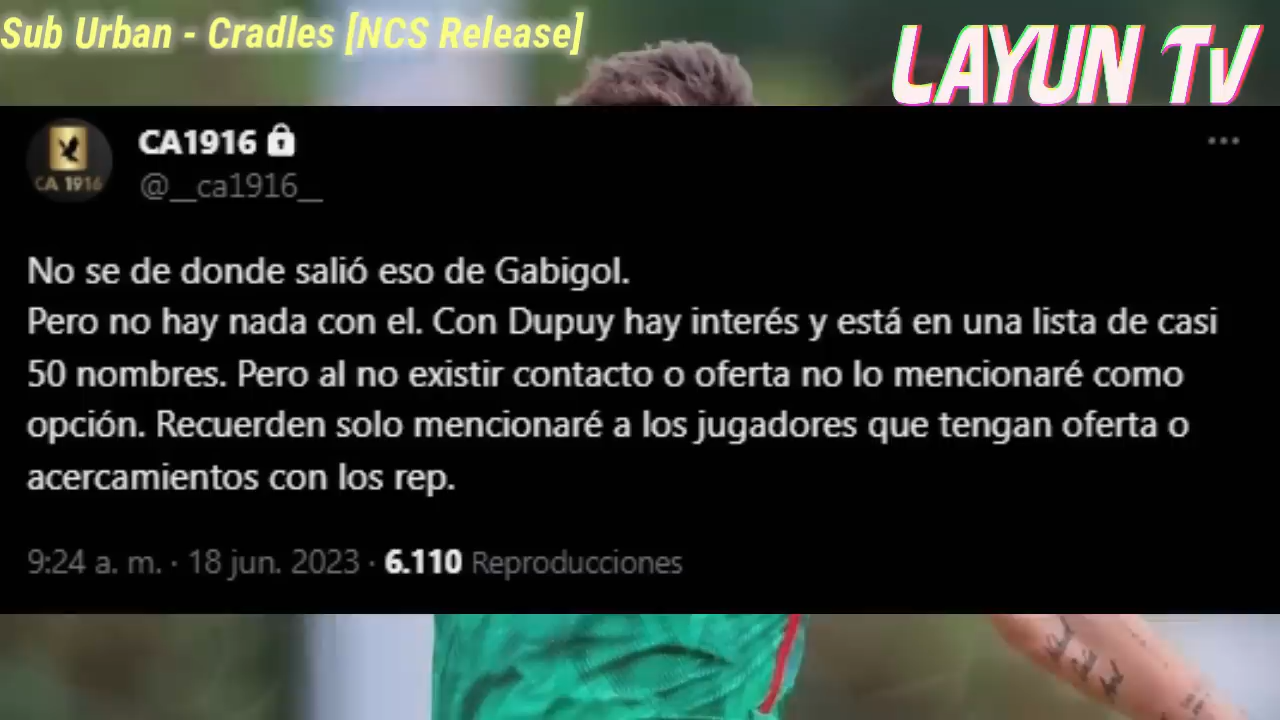 Sub Urban - Cradles [NCS Release]
LAYUN TV
CA1916
@__ca1916__
CA 1916
No se de donde salió eso de Gabigol.
Pero no hay nada con el. Con Dupuy hay interés y está en una lista de casi
50 nombres. Pero al no existir contacto o oferta no lo mencionaré como
opción. Recuerden solo mencionaré a los jugadores que tengan oferta o
acercamientos con los rep.
9:24 a. m. · 18 jun. 2023 · 6.110 Reproducciones